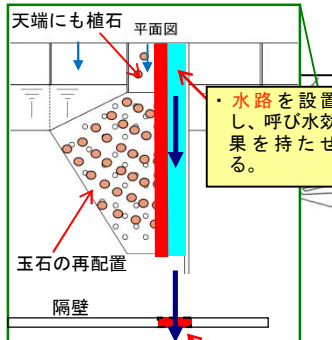 天端にも植石
平面図
・水路を設置
し、呼び水効
果を持たせ
る。
玉石の再配置
隔壁